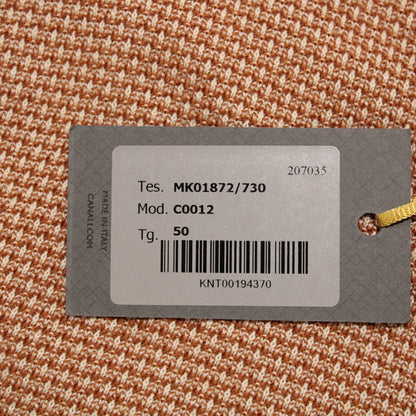 207035
Tes. MK01872/730
Mod. C0012
Tg. 50
KNT00194370
MADE IN ITALY
CANALI.COM